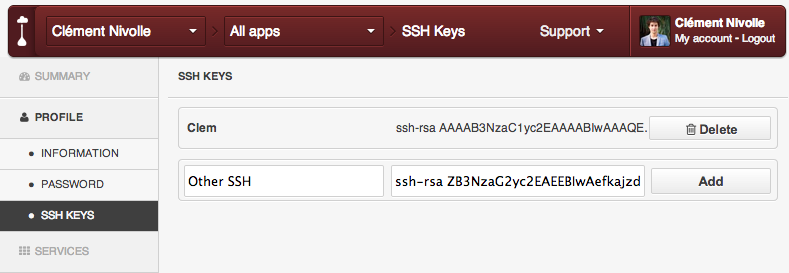 Clément Nivolle
All apps
SSH Keys
Support
Clément Nivolle
My account - Logout
SUMMARY
PROFILE
INFORMATION
PASSWORD
SSH KEYS
SERVICES
SSH KEYS
Clem
ssh-rsa AAAAB3NzaC1yc2EAAAABIwAAAQE.
Delete
Other SSH
ssh-rsa ZB3NzaG2yc2EAEEBIwAefkajzd
Add